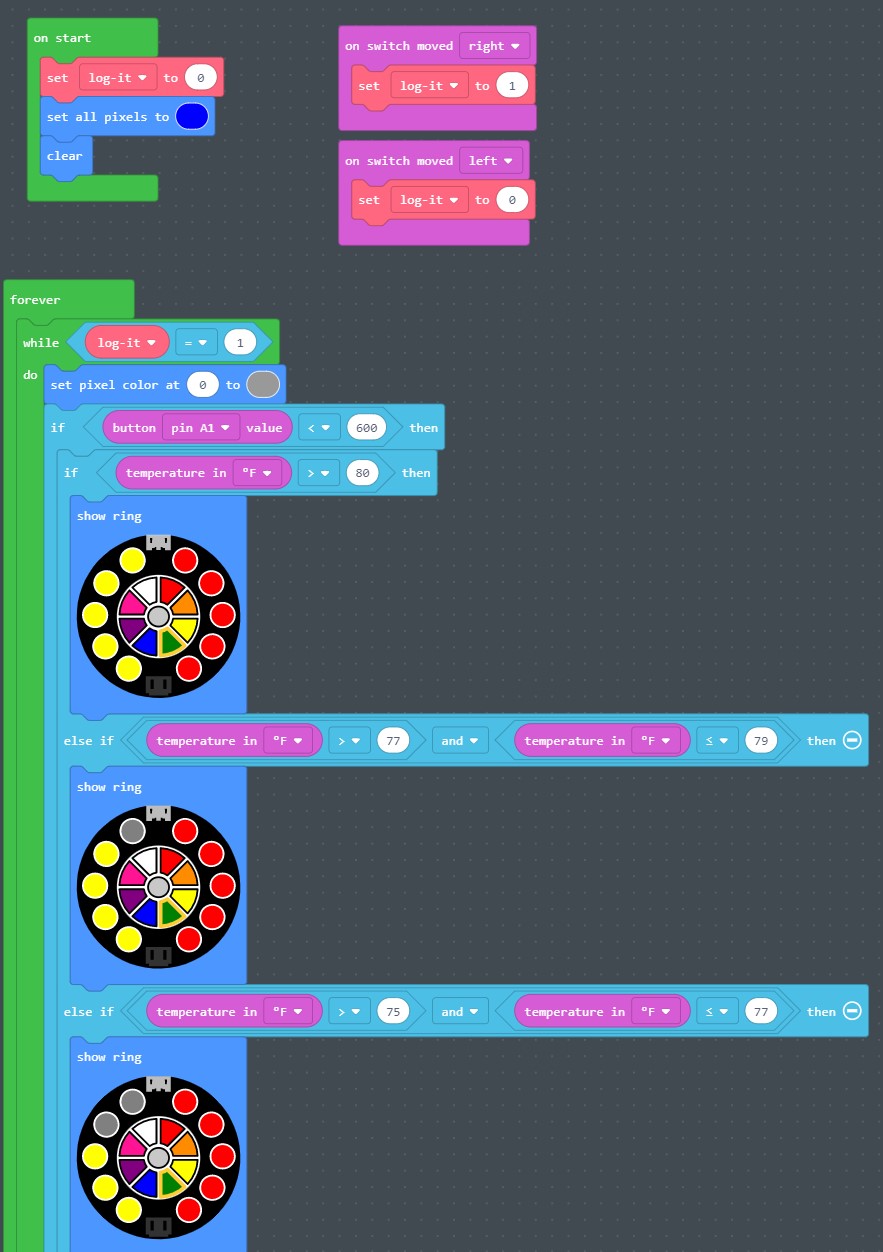 on start
set log-it to 0
set all pixels to
clear
on switch moved right
set log-it to 1
on switch moved left
set log-it to 0
forever
while log-it = 1
do
set pixel color at 0 to
if button pin A1 value < 600 then
if temperature in °F > 80 then
show ring
else if temperature in °F > 77 and temperature in °F ≤ 79 then
show ring
else if temperature in °F > 75 and temperature in °F ≤ 77 then
show ring